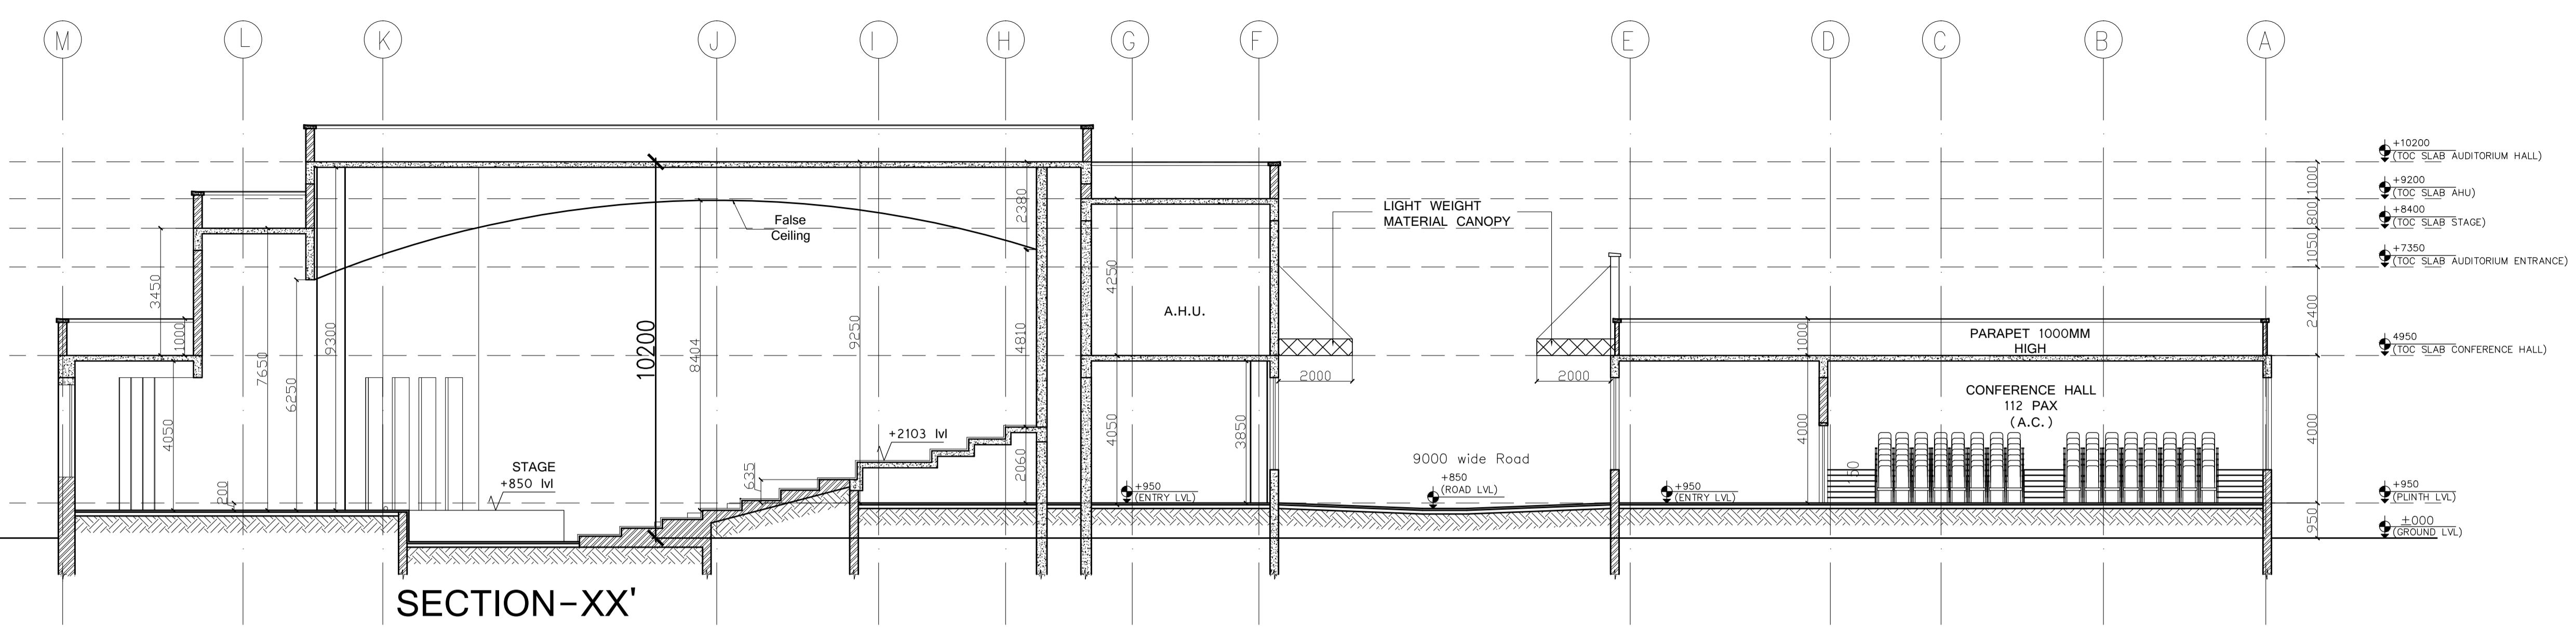 M
L
K
J
I
H
G
F
E
D
C
B
A
+10200
(TOC SLAB AUDITORIUM HALL)
+9200
(TOC SLAB AHU)
+8400
(TOC SLAB STAGE)
+7350
(TOC SLAB AUDITORIUM ENTRANCE)
4950
(TOC SLAB CONFERENCE HALL)
+950
(PLINTH LVL)
±000
(GROUND LVL)
1000
800
1050
2400
4000
950
3450
1000
4050
7650
200
6250
9300
10200
8404
9250
2380
4810
2060
635
False
Ceiling
STAGE
+850 lvl
+2103 lvl
4250
4050
3850
A.H.U.
+950
(ENTRY LVL)
LIGHT WEIGHT
MATERIAL CANOPY
2000
2000
9000 wide Road
+850
(ROAD LVL)
+950
(ENTRY LVL)
1000
4000
PARAPET 1000MM
HIGH
CONFERENCE HALL
112 PAX
(A.C.)
SECTION-XX'